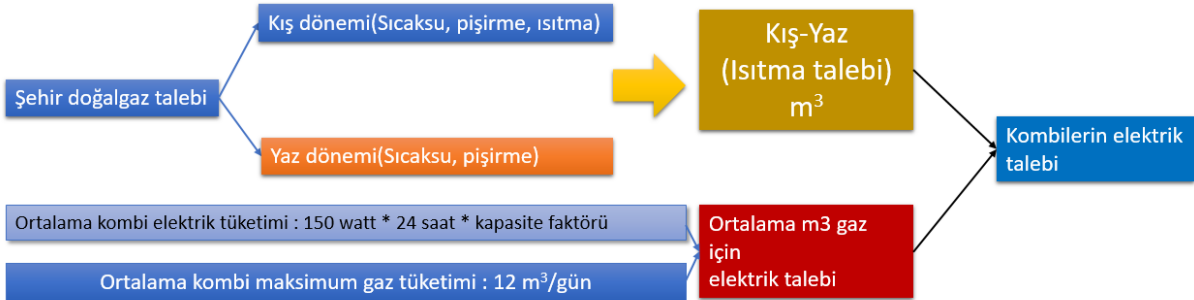 Kış dönemi(Sıcaksu, pişirme, ısıtma)
Şehir doğalgaz talebi
Yaz dönemi(Sıcaksu, pişirme)
Kış-Yaz
(Isıtma talebi)
m³
Kombilerin elektrik
talebi
Ortalama kombi elektrik tüketimi : 150 watt * 24 saat * kapasite faktörü
Ortalama kombi maksimum gaz tüketimi : 12 m³/gün
Ortalama m3 gaz
için
elektrik talebi